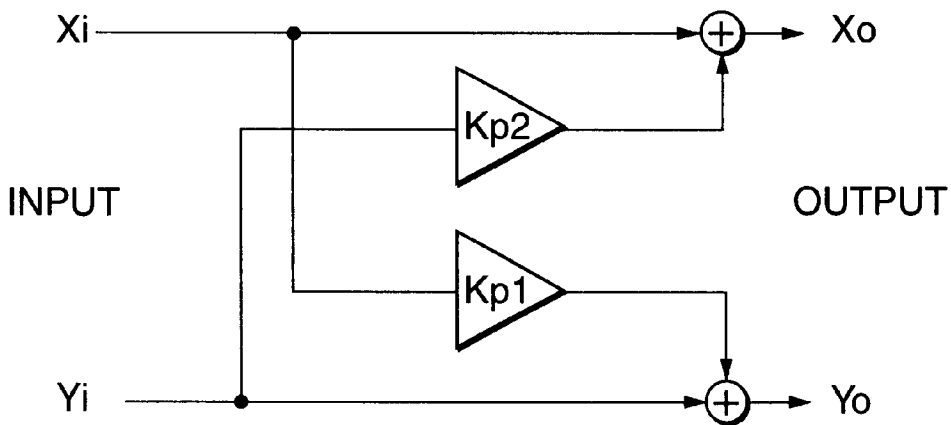 Xi
Xo
Kp2
INPUT
OUTPUT
Kp1
Yi
Yo